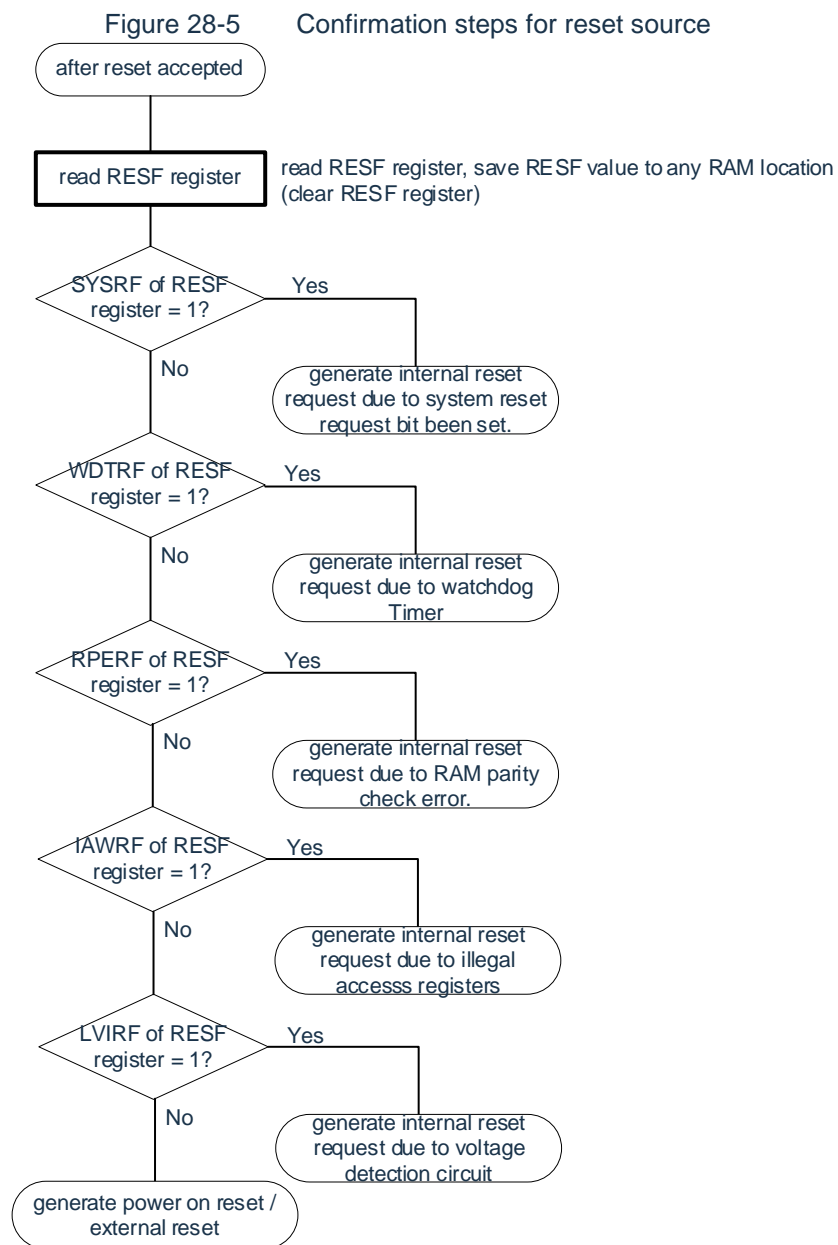 Figure 28-5 Confirmation steps for reset source
after reset accepted
read RESF register
read RESF register, save RESF value to any RAM location
(clear RESF register)
SYSRF of RESF
register = 1?
Yes
No
generate internal reset
request due to system reset
request bit been set.
WDTRF of RESF
register = 1?
Yes
No
generate internal reset
request due to watchdog
Timer
RPERF of RESF
register = 1?
Yes
No
generate internal reset
request due to RAM parity
check error.
IAWRF of RESF
register = 1?
Yes
No
generate internal reset
request due to illegal
accesss registers
LVIRF of RESF
register = 1?
Yes
No
generate internal reset
request due to voltage
detection circuit
generate power on reset /
external reset